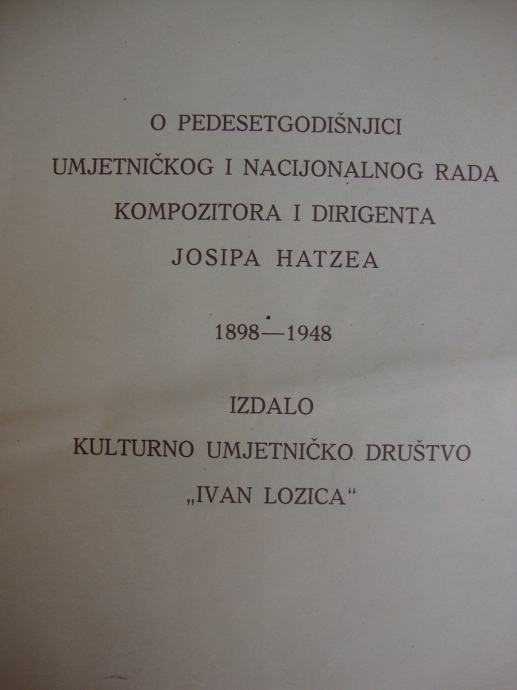 O PEDESETGODIŠNJICI
UMJETNIČKOG I NACIJONALNOG RADA
KOMPOZITORA I DIRIGENTA
JOSIPA HATZEA
1898—1948
IZDALO
KULTURNO UMJETNIČKO DRUŠTVO
„IVAN LOZICA“